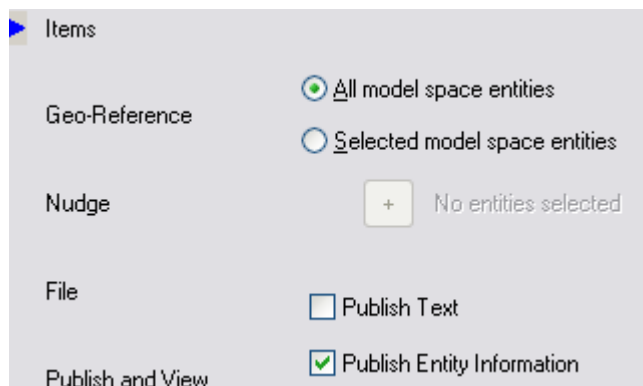 Items
All model space entities
Geo-Reference
Selected model space entities
Nudge
+ No entities selected
File
Publish Text
Publish Entity Information
Publish and View